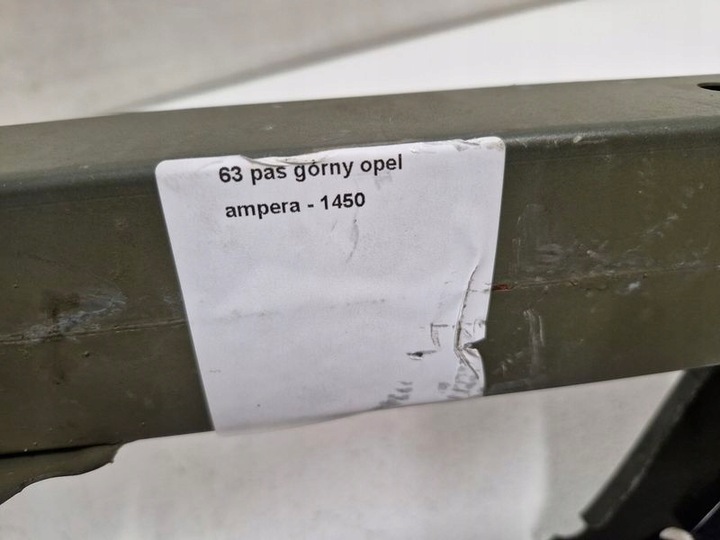 63 pas górny opel
ampera - 1450